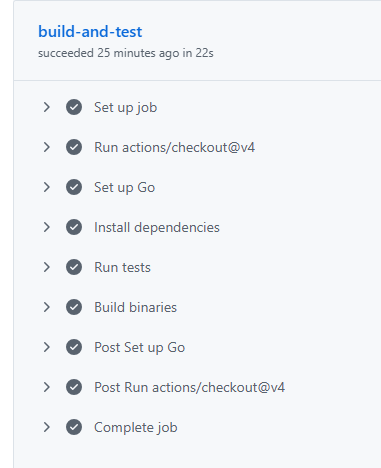 build-and-test
succeeded 25 minutes ago in 22s
Set up job
Run actions/checkout@v4
Set up Go
Install dependencies
Run tests
Build binaries
Post Set up Go
Post Run actions/checkout@v4
Complete job